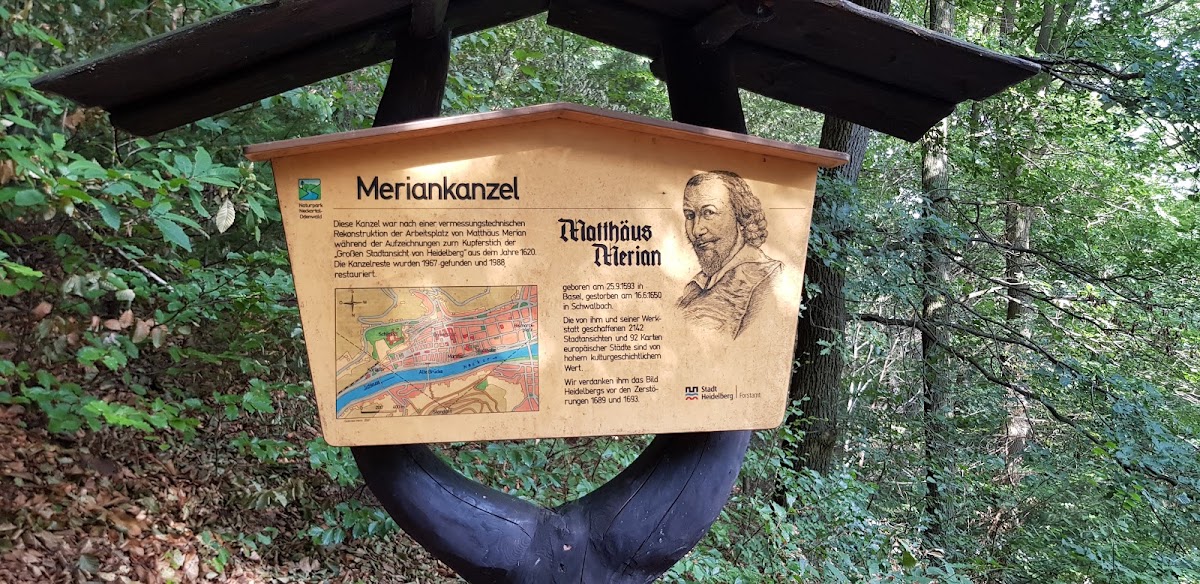 Naturpark
Neckartal
Odenwald
Meriankanzel
Diese Kanzel war nach einer vermessungstechnischen
Rekonstruktion der Arbeitsplatz von Matthäus Merian
während der Aufzeichnungen zum Kupferstich der
„Großen Stadtansicht von Heidelberg" aus dem Jahre 1620.
Die Kanzelreste wurden 1967 gefunden und 1988
restauriert.
Matthäus
Merian
geboren am 25.9.1593 in
Basel, gestorben am 16.6.1650
in Schwalbach.
Die von ihm und seiner Werk-
statt geschaffenen 2142
Stadtansichten und 92 Karten
europäischer Städte sind von
hohem kulturgeschichtlichem
Wert.
Wir verdanken ihm das Bild
Heidelbergs vor den Zerstö-
rungen 1689 und 1693.
Stadt
Heidelberg
Forstamt